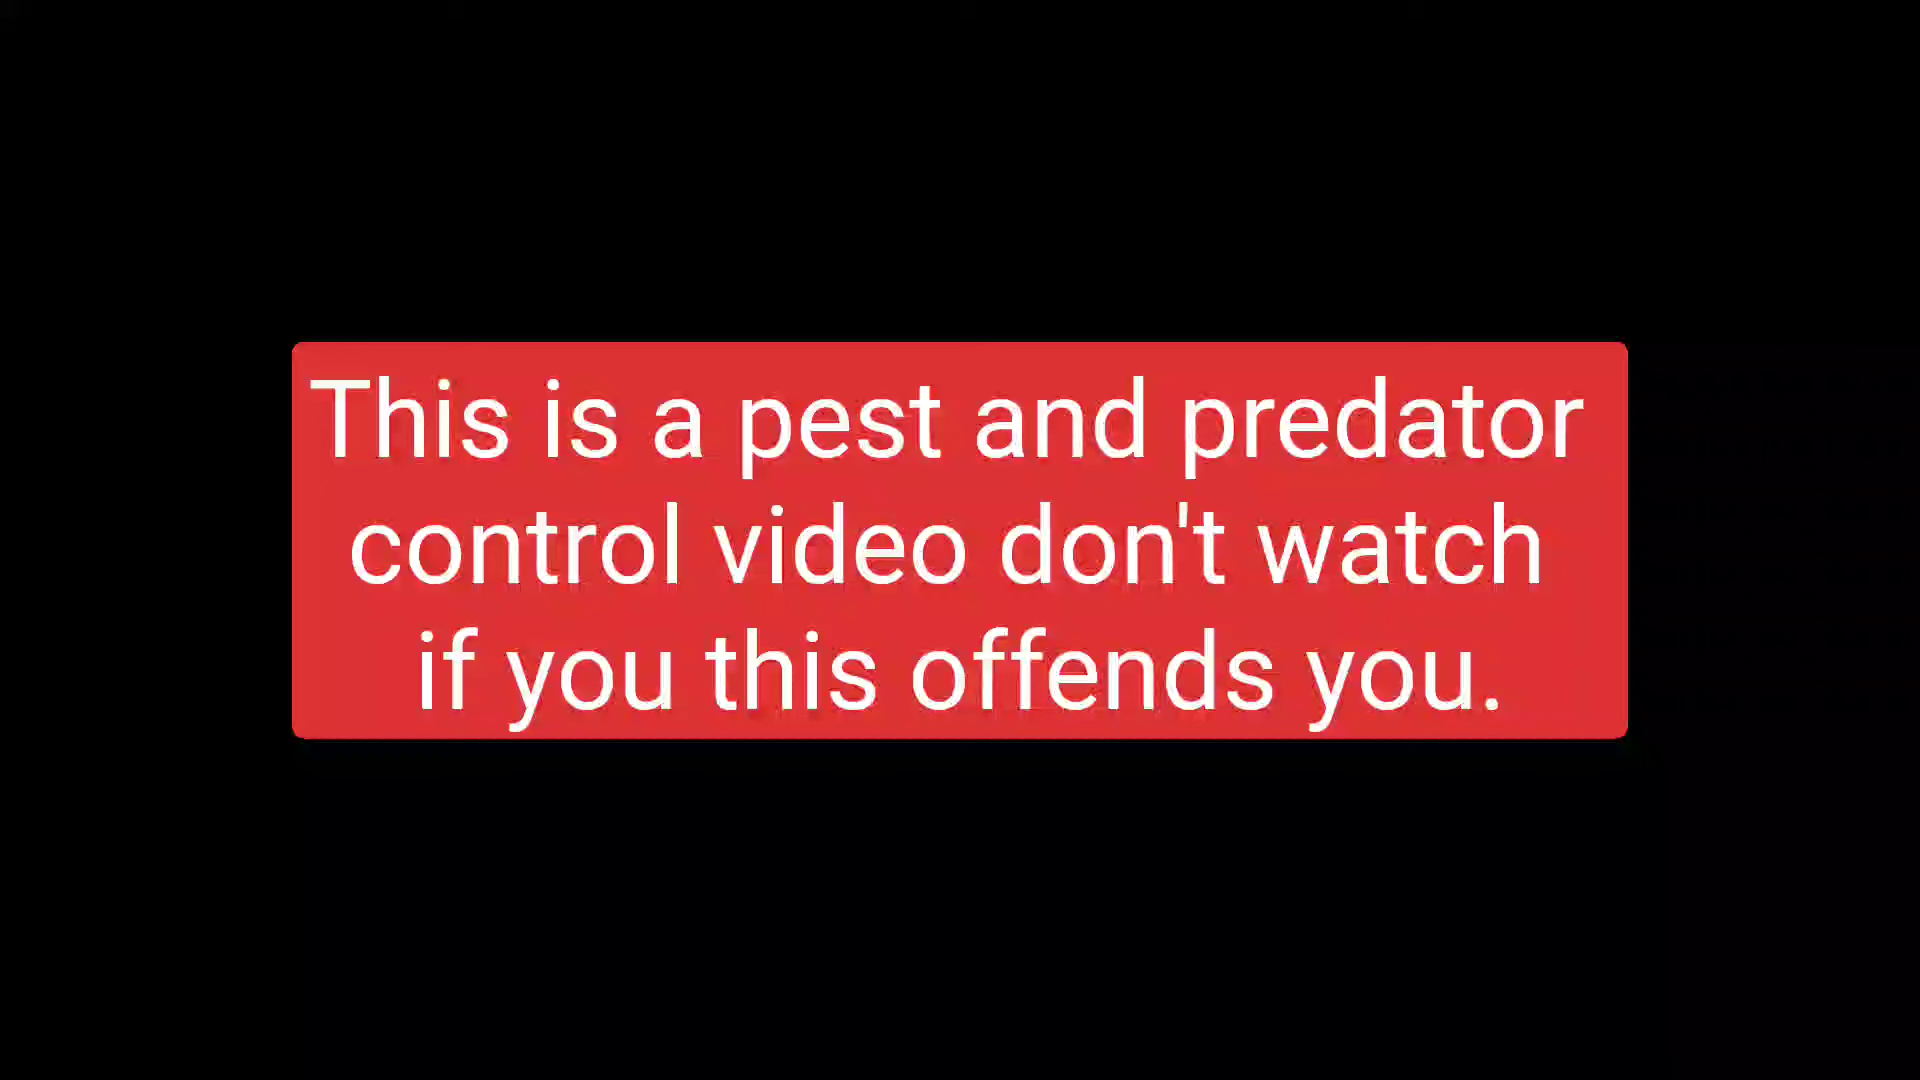 This is a pest and predator
control video don't watch
if you this offends you.